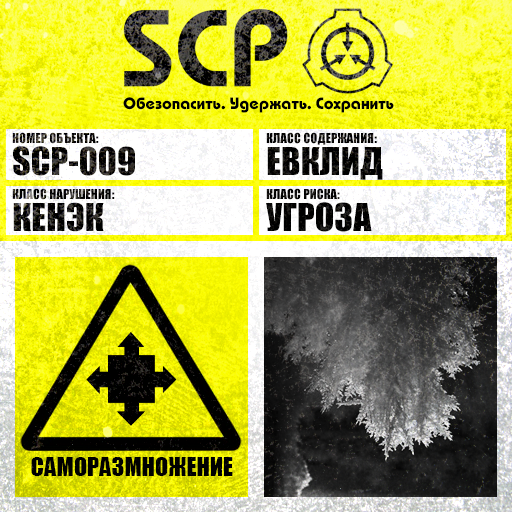 SCP
Обезопасить. Удержать. Сохранить
НОМЕР ОБЪЕКТА:
SCP-009
КЛАСС СОДЕРЖАНИЯ:
ЕВКЛИД
КЛАСС НАРУШЕНИЯ:
КЕНЭК
КЛАСС РИСКА:
УГРОЗА
САМОРАЗМНОЖЕНИЕ